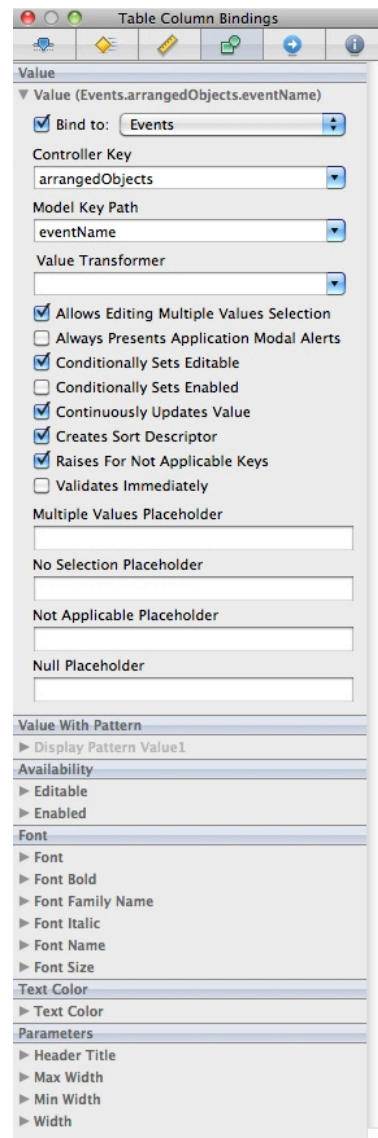 Table Column Bindings
Value
Value (Events.arrangedObjects.eventName)
Bind to: Events
Controller Key
arrangedObjects
Model Key Path
eventName
Value Transformer
Allows Editing Multiple Values Selection
Always Presents Application Modal Alerts
Conditionally Sets Editable
Conditionally Sets Enabled
Continuously Updates Value
Creates Sort Descriptor
Raises For Not Applicable Keys
Validates Immediately
Multiple Values Placeholder
No Selection Placeholder
Not Applicable Placeholder
Null Placeholder
Value With Pattern
Display Pattern Value1
Availability
Editable
Enabled
Font
Font
Font Bold
Font Family Name
Font Italic
Font Name
Font Size
Text Color
Text Color
Parameters
Header Title
Max Width
Min Width
Width